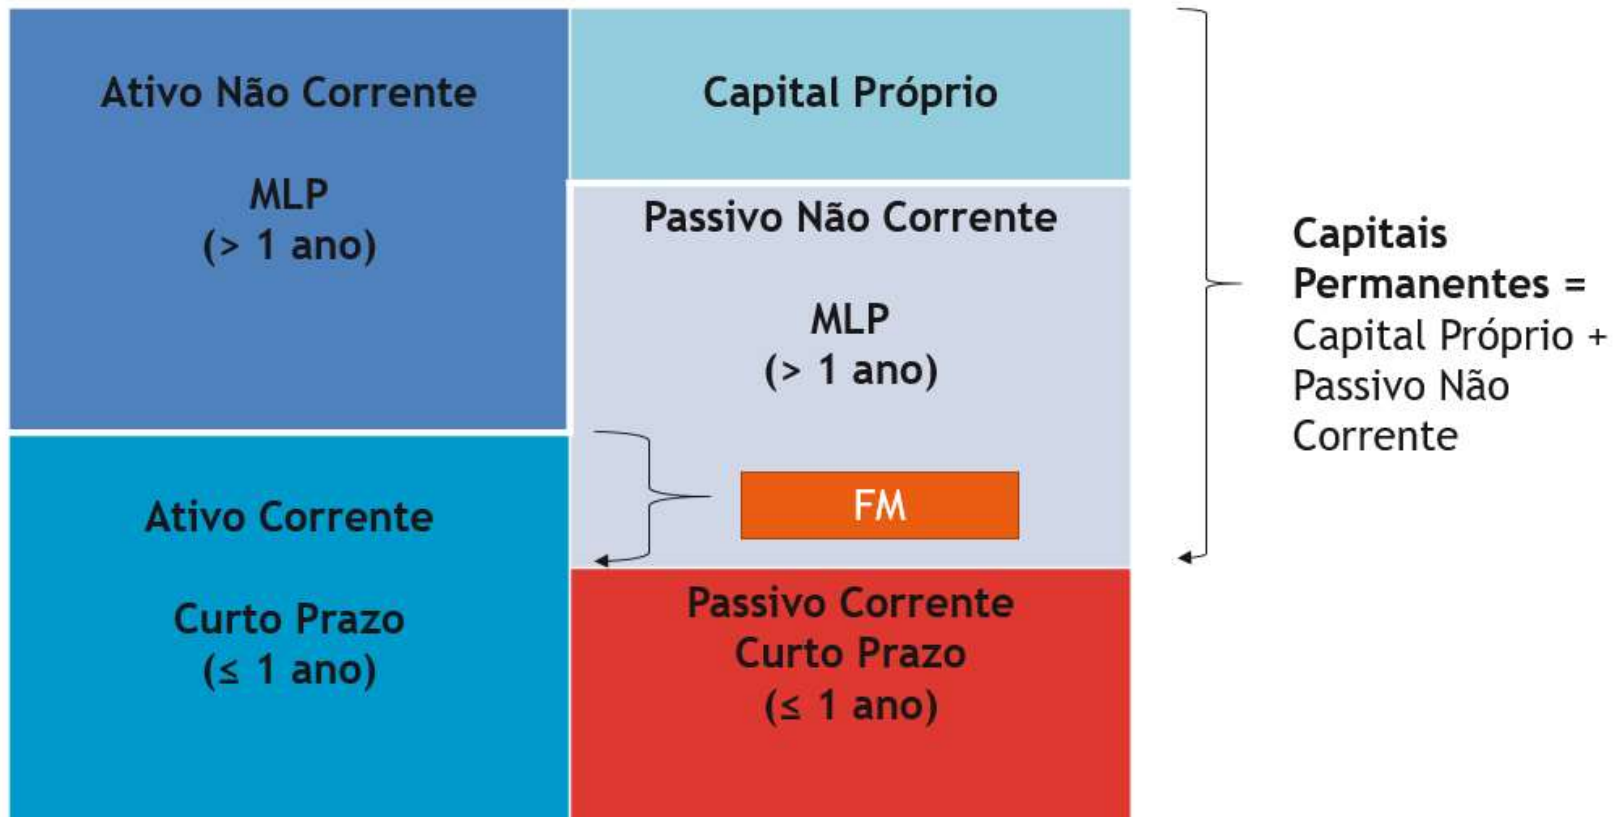 Ativo Não Corrente
MLP
(> 1 ano)
Capital Próprio
Passivo Não Corrente
MLP
(> 1 ano)
FM
Ativo Corrente
Curto Prazo
(≤ 1 ano)
Passivo Corrente
Curto Prazo
(≤ 1 ano)
Capitais
Permanentes =
Capital Próprio +
Passivo Não
Corrente